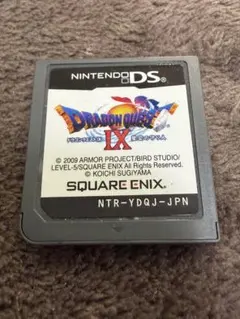 NINTENDO DS
DRAGON QUEST
IX
© 2009 ARMOR PROJECT/BIRD STUDIO/
LEVEL-5/SQUARE ENIX All Rights Reserved.
© KOICHI SUGIYAMA
SQUARE ENIX
NTR-YDQJ-JPN